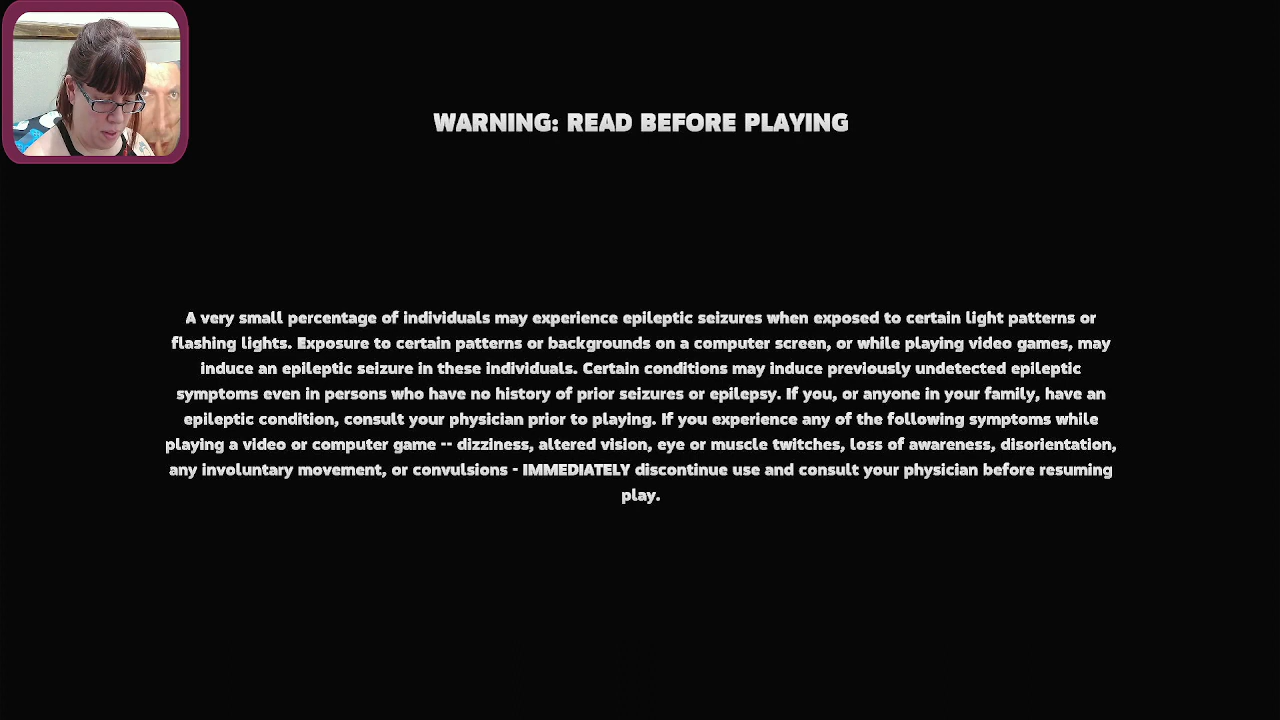 WARNING: READ BEFORE PLAYING
A very small percentage of individuals may experience epileptic seizures when exposed to certain light patterns or
flashing lights. Exposure to certain patterns or backgrounds on a computer screen, or while playing video games, may
induce an epileptic seizure in these individuals. Certain conditions may induce previously undetected epileptic
symptoms even in persons who have no history of prior seizures or epilepsy. If you, or anyone in your family, have an
epileptic condition, consult your physician prior to playing. If you experience any of the following symptoms while
playing a video or computer game -- dizziness, altered vision, eye or muscle twitches, loss of awareness, disorientation,
any involuntary movement, or convulsions - IMMEDIATELY discontinue use and consult your physician before resuming
play.